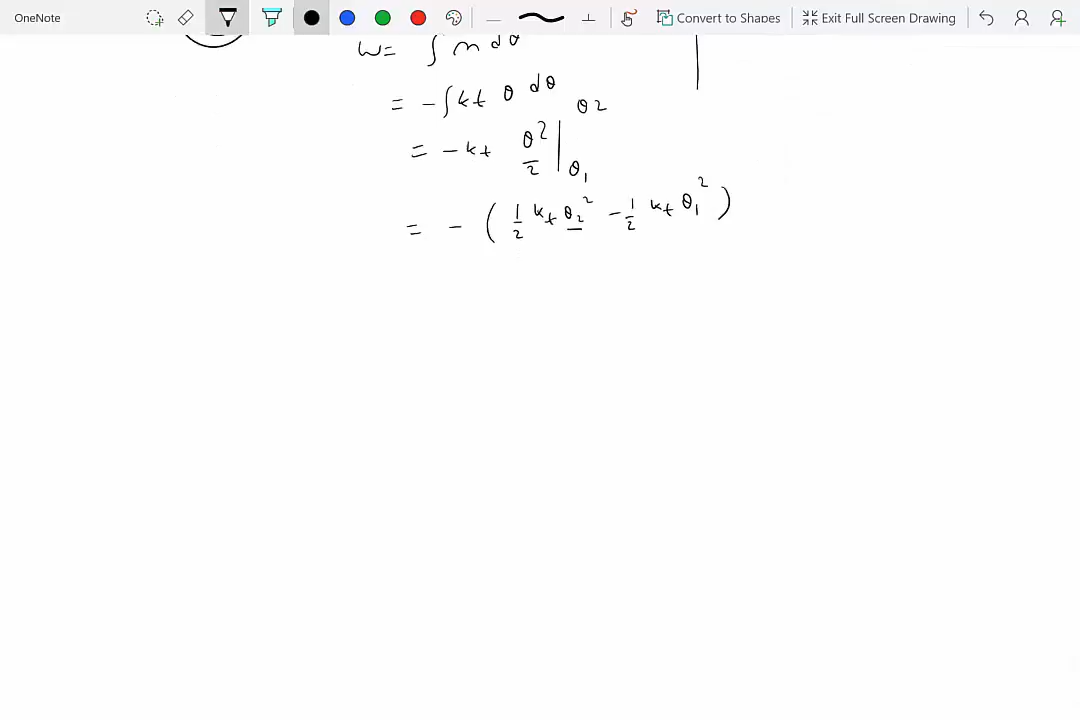 OneNote Convert to Shapes Exit Full Screen Drawing
W= ∫ m dθ
= -∫kt θ dθ
= -kt θ²/2 |θ₁ θ2
= - (1/2 kt θ₂² - 1/2 kt θ₁²)